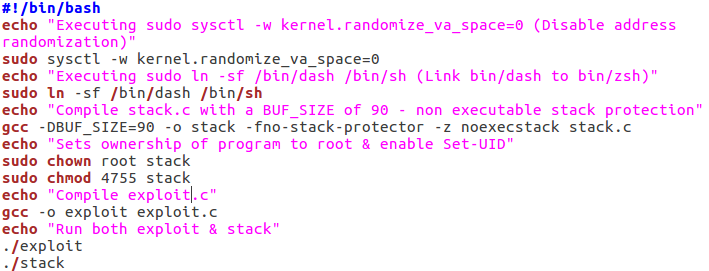 #!/bin/bash
echo "Executing sudo sysctl -w kernel.randomize_va_space=0 (Disable address
randomization)"
sudo sysctl -w kernel.randomize_va_space=0
echo "Executing sudo ln -sf /bin/dash /bin/sh (Link bin/dash to bin/zsh)"
sudo ln -sf /bin/dash /bin/sh
echo "Compile stack.c with a BUF_SIZE of 90 - non executable stack protection"
gcc -DBUF_SIZE=90 -o stack -fno-stack-protector -z noexecstack stack.c
echo "Sets ownership of program to root & enable Set-UID"
sudo chown root stack
sudo chmod 4755 stack
echo "Compile exploit.c"
gcc -o exploit exploit.c
echo "Run both exploit & stack"
./exploit
./stack